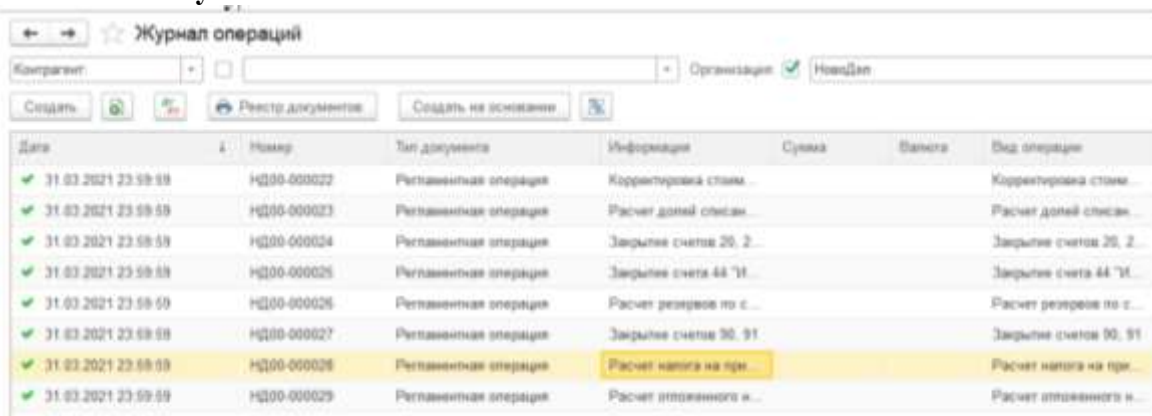 Журнал операций
Контрагент Организация НовоДел
Создать Реестр документов Создать на основании
Дата Номер Тип документа Информация Сумма Валюта Вид операции
31.03.2021 23:59:59 НД00-000022 Регламентная операция Корректировка стоим... Корректировка стоим...
31.03.2021 23:59:59 НД00-000023 Регламентная операция Расчет долей списан... Расчет долей списан...
31.03.2021 23:59:59 НД00-000024 Регламентная операция Закрытие счетов 20, 2... Закрытие счетов 20, 2...
31.03.2021 23:59:59 НД00-000025 Регламентная операция Закрытие счета 44 "И... Закрытие счета 44 "И...
31.03.2021 23:59:59 НД00-000026 Регламентная операция Расчет резервов по с... Расчет резервов по с...
31.03.2021 23:59:59 НД00-000027 Регламентная операция Закрытие счетов 90, 91 Закрытие счетов 90, 91
31.03.2021 23:59:59 НД00-000028 Регламентная операция Расчет налога на при... Расчет налога на при...
31.03.2021 23:59:59 НД00-000029 Регламентная операция Расчет отложенного н... Расчет отложенного н...